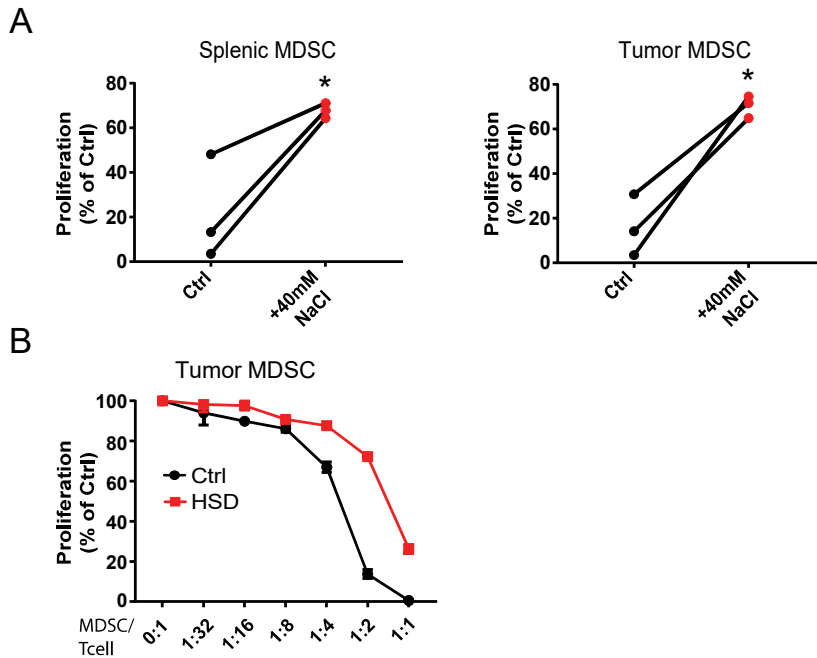 A
Splenic MDSC
*
Proliferation
(% of Ctrl)
80
60
40
20
0
Ctrl
+40mM
NaCl
Tumor MDSC
*
Proliferation
(% of Ctrl)
80
60
40
20
0
Ctrl
+40mM
NaCl
B
Tumor MDSC
Proliferation
(% of Ctrl)
100
80
60
40
20
0
Ctrl
HSD
MDSC/
Tcell
0:1
1:32
1:16
1:8
1:4
1:2
1:1